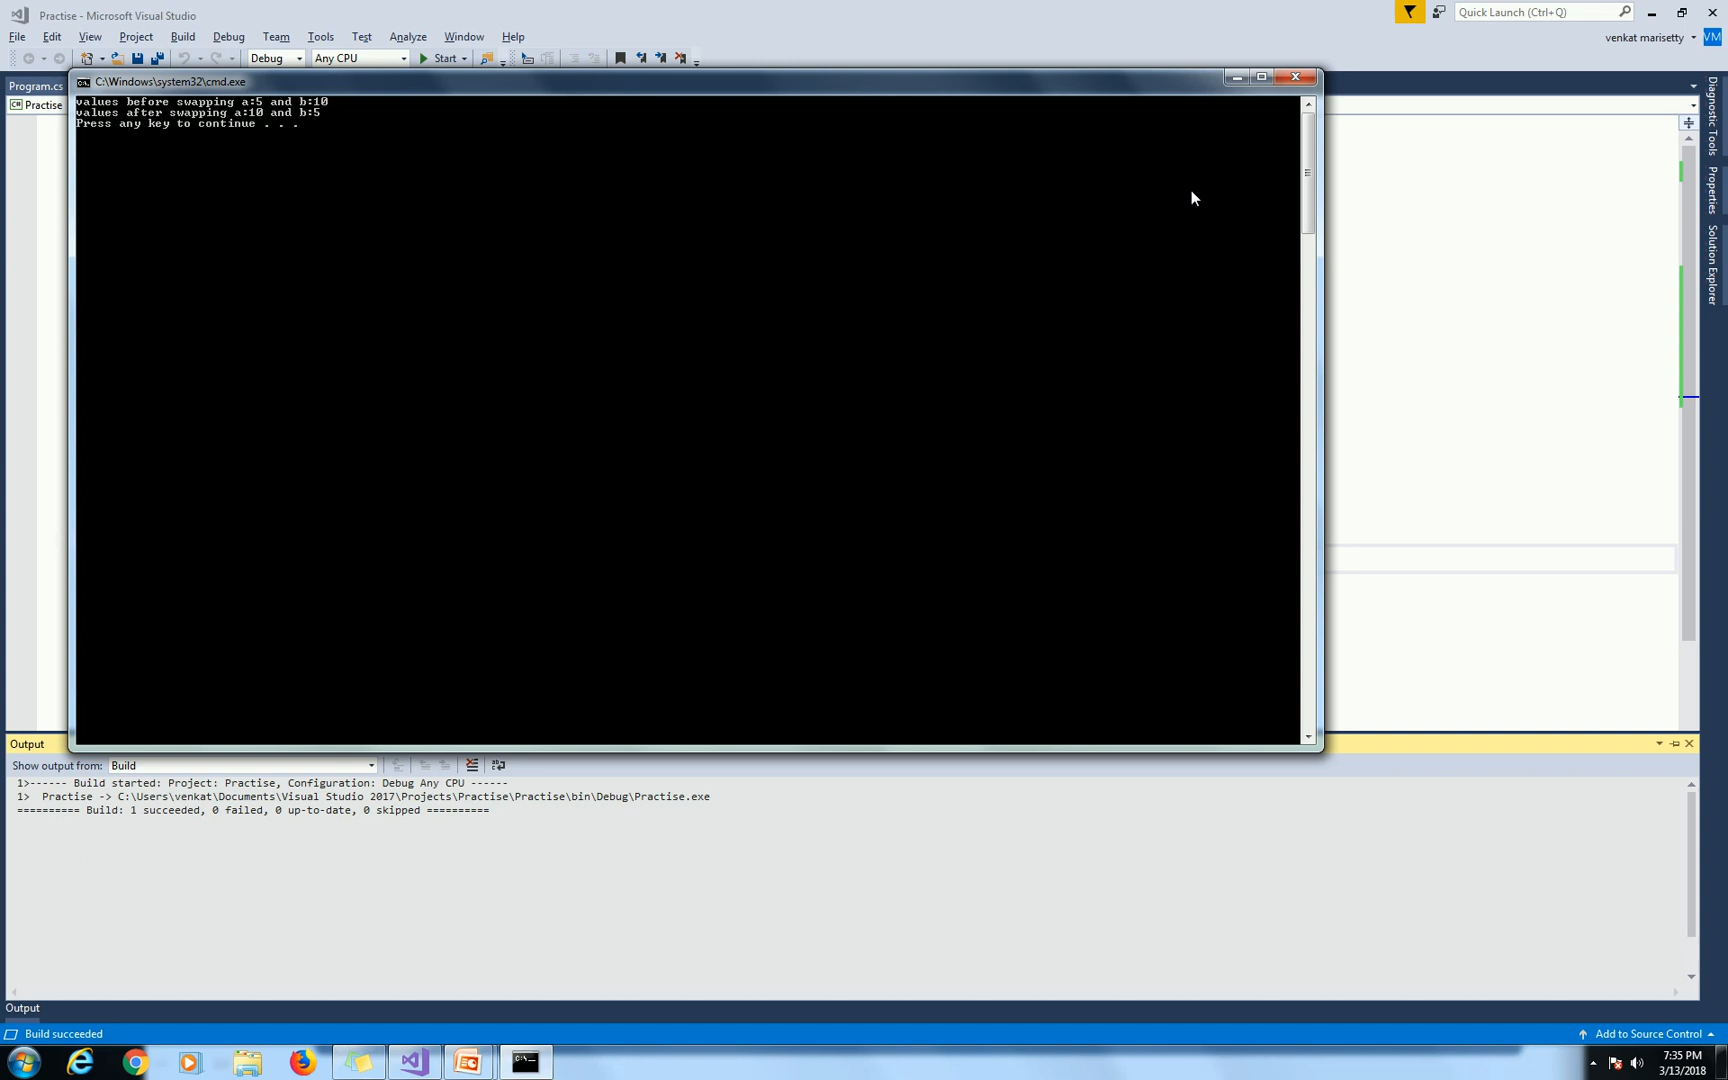 Practise - Microsoft Visual Studio
Quick Launch (Ctrl+Q)
File Edit View Project Build Debug Team Tools Test Analyze Window Help
venkat marisetty VM
Debug Any CPU Start
Program.cs
C:\Windows\system32\cmd.exe
C# Practise
values before swapping a:5 and b:10
values after swapping a:10 and b:5
Press any key to continue . . .
Diagnostic Tools
Properties
Solution Explorer
Output
Show output from: Build
1>------ Build started: Project: Practise, Configuration: Debug Any CPU ------
1>  Practise -> C:\Users\venkat\Documents\Visual Studio 2017\Projects\Practise\Practise\bin\Debug\Practise.exe
========== Build: 1 succeeded, 0 failed, 0 up-to-date, 0 skipped ==========
Output
Build succeeded
Add to Source Control
7:35 PM
3/13/2018